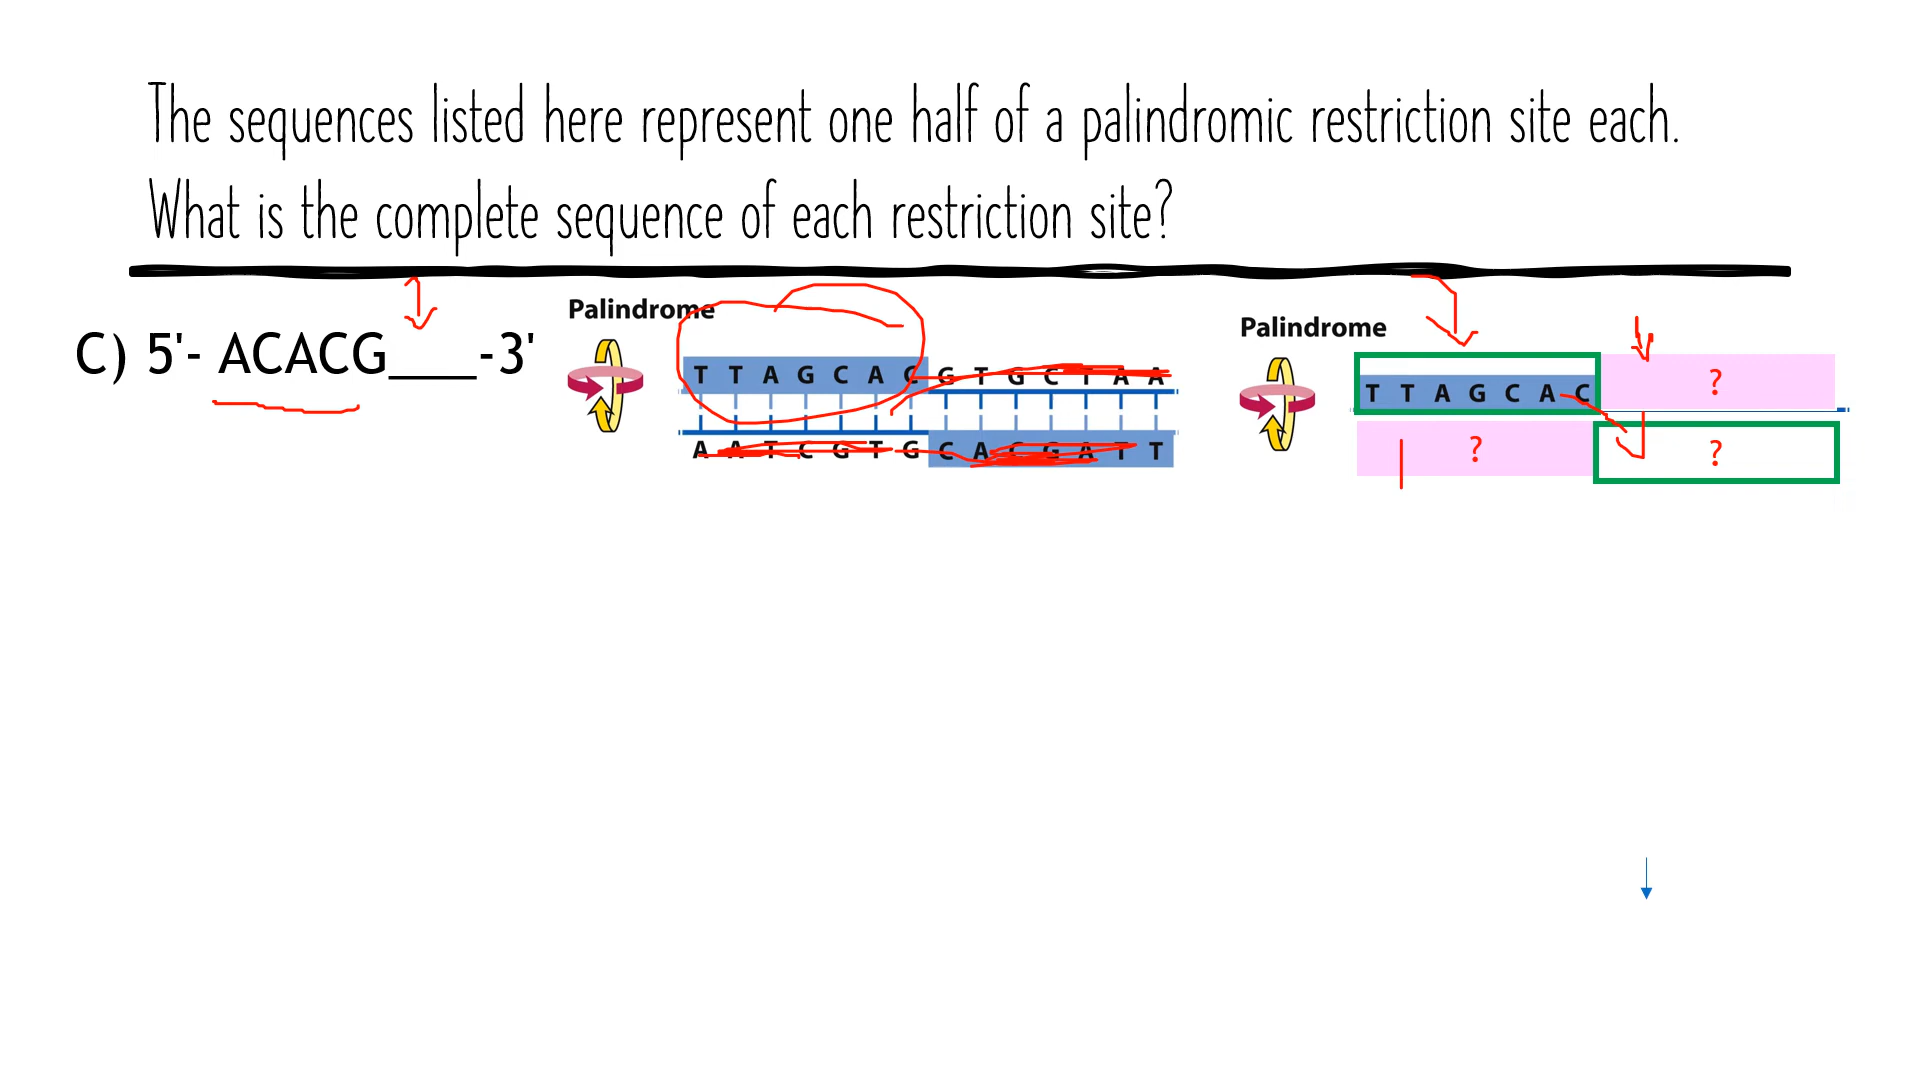 The sequences listed here represent one half of a palindromic restriction site each.
What is the complete sequence of each restriction site?
C) 5'- ACACG___-3'
Palindrome
T T A G C A C G T G C T A A
A A T C G T G C A C G A T T
Palindrome
T T A G C A C ?
? ?